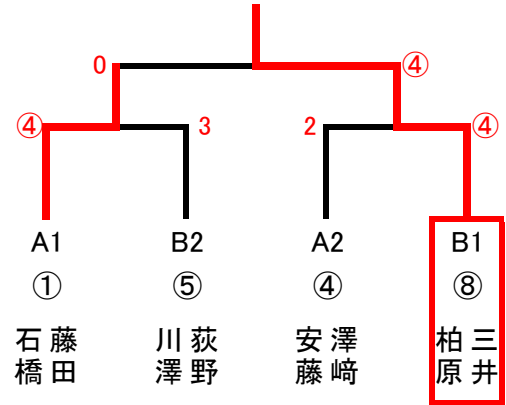 0 ④
④ 3 2 ④
A1 B2 A2 B1
① ⑤ ④ ⑧
石藤 川荻 安澤 柏三
橋田 澤野 藤﨑 原井